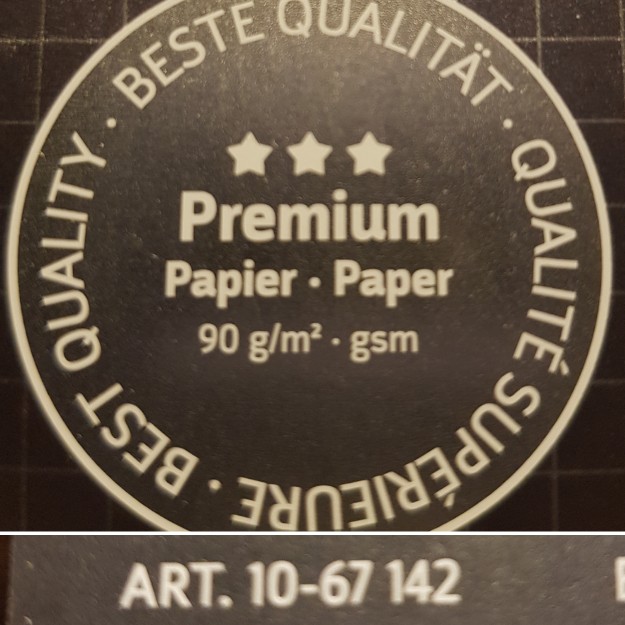 BESTE QUALITÄT · QUALITÉ SUPÉRIEURE · BEST QUALITY ·
Premium
Papier · Paper
90 g/m² · gsm
ART. 10-67 142